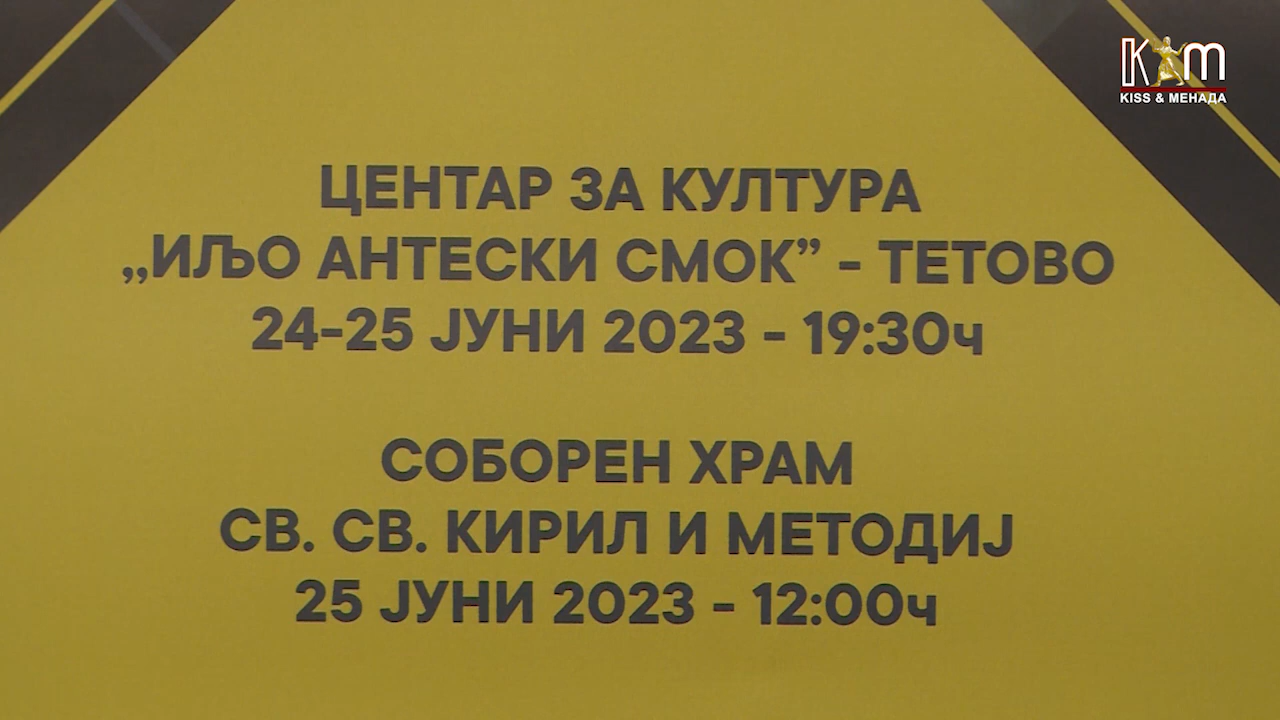 KM
KISS & МЕНАДА
ЦЕНТАР ЗА КУЛТУРА
„ИЉО АНТЕСКИ СМОК” - ТЕТОВО
24-25 ЈУНИ 2023 - 19:30ч
СОБОРЕН ХРАМ
СВ. СВ. КИРИЛ И МЕТОДИЈ
25 ЈУНИ 2023 - 12:00ч